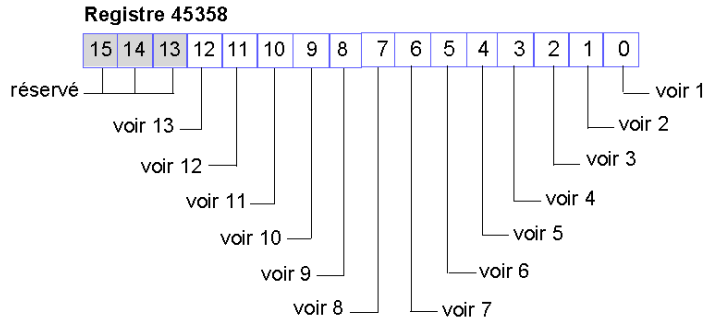 Registre 45358
15 14 13 12 11 10 9 8 7 6 5 4 3 2 1 0
réservé
voir 1
voir 13
voir 2
voir 12
voir 3
voir 11
voir 4
voir 10
voir 5
voir 9
voir 6
voir 8
voir 7